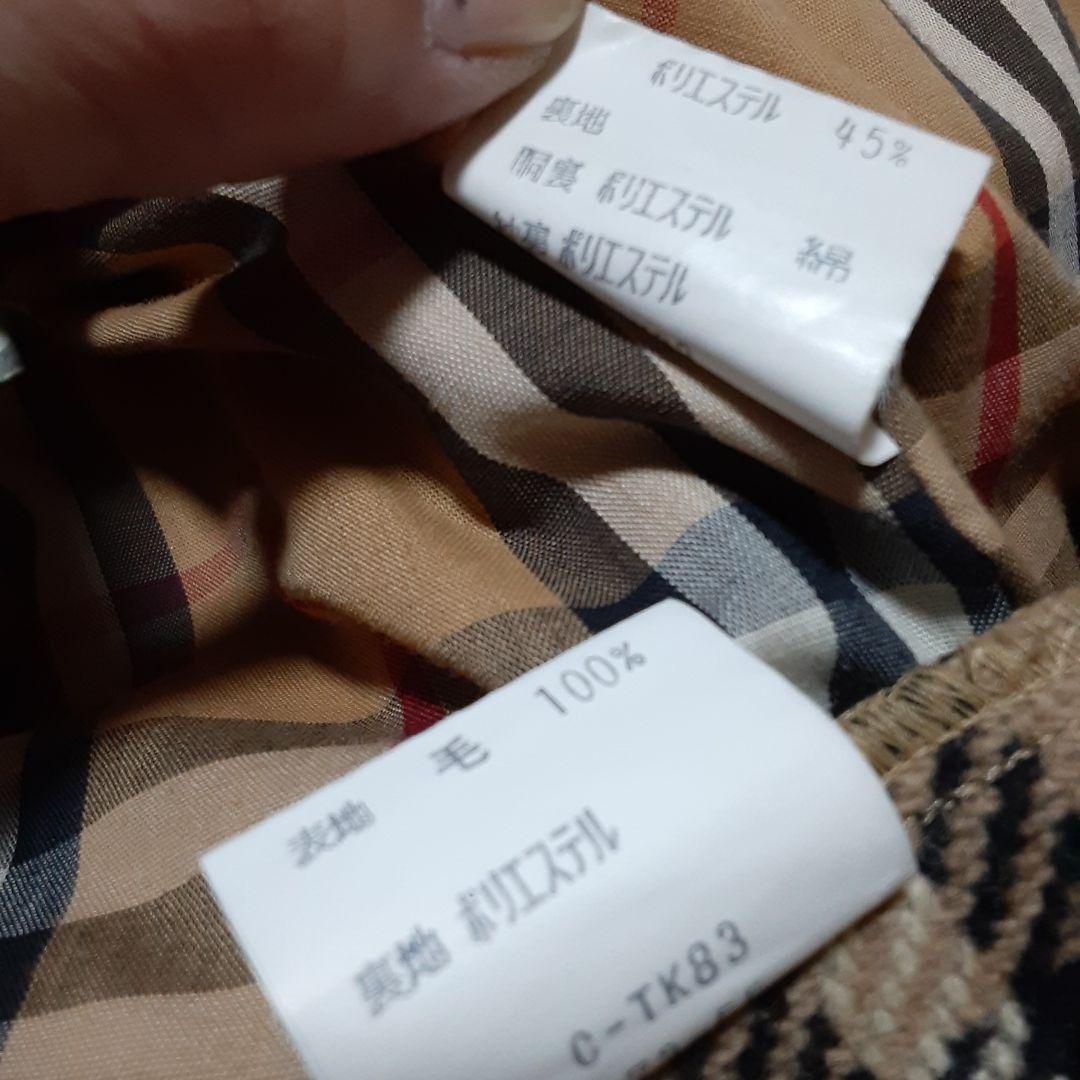 ポリエステル 45%
裏地
胴裏 ポリエステル 綿
裏 ポリエステル
表地 毛 100%
裏地 ポリエステル
C-TK83